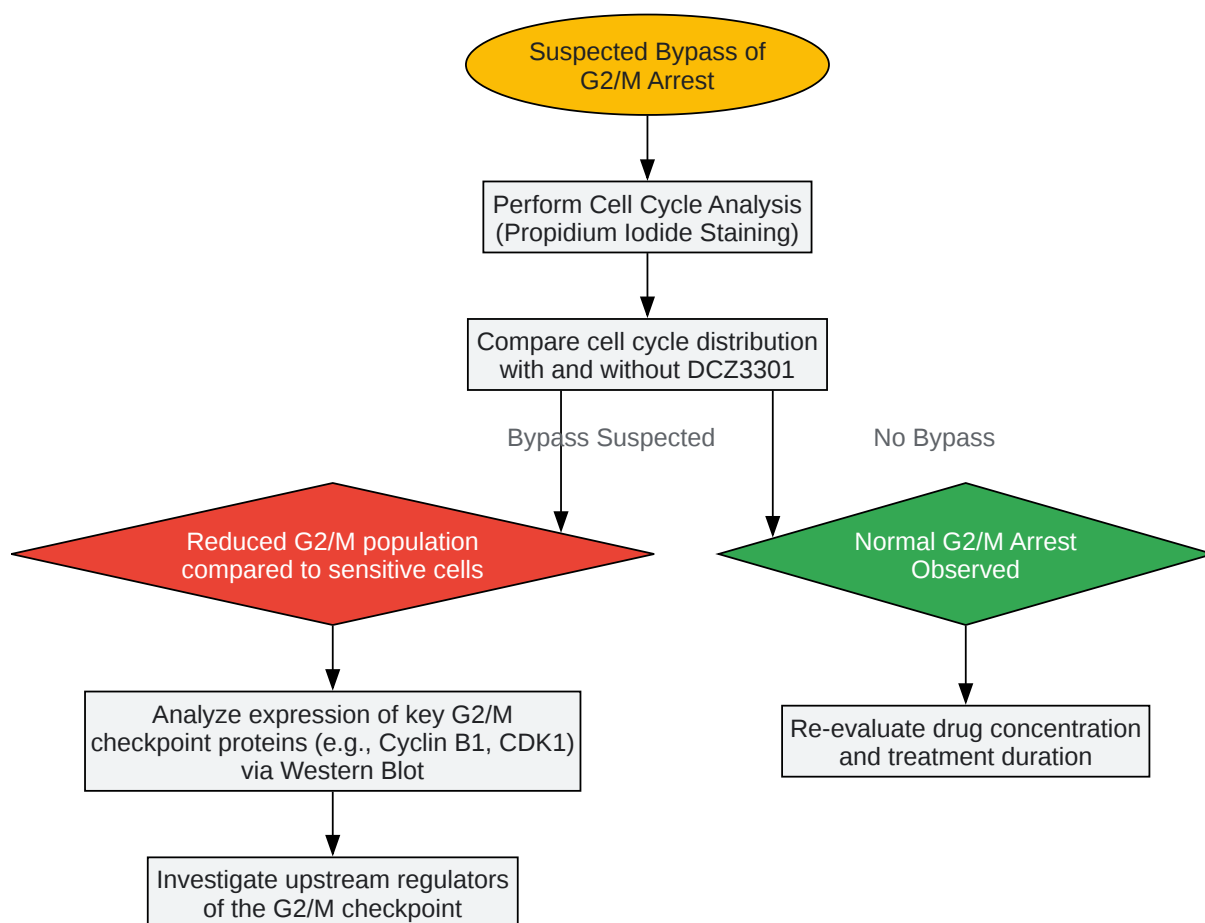 Suspected Bypass of
G2/M Arrest
Perform Cell Cycle Analysis
(Propidium Iodide Staining)
Compare cell cycle distribution
with and without DCZ3301
Bypass Suspected
No Bypass
Reduced G2/M population
compared to sensitive cells
Normal G2/M Arrest
Observed
Analyze expression of key G2/M
checkpoint proteins (e.g., Cyclin B1, CDK1)
via Western Blot
Re-evaluate drug concentration
and treatment duration
Investigate upstream regulators
of the G2/M checkpoint